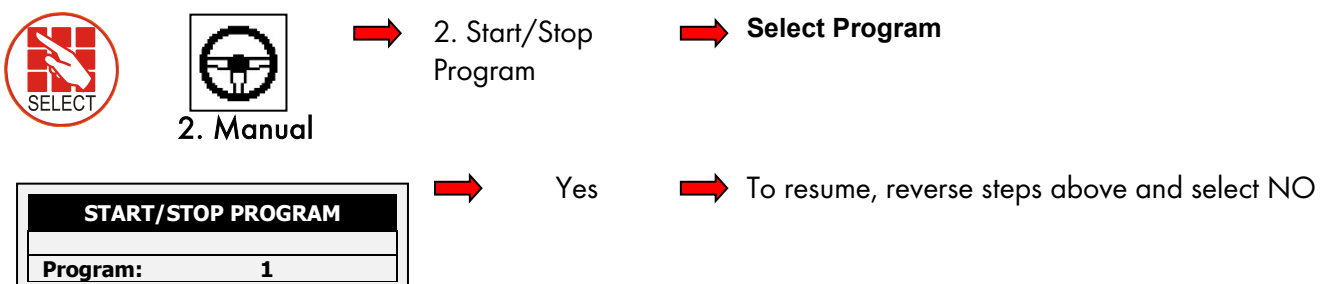 SELECT
2. Manual
2. Start/Stop
Program
Select Program
START/STOP PROGRAM
Program: 1
Yes
To resume, reverse steps above and select NO